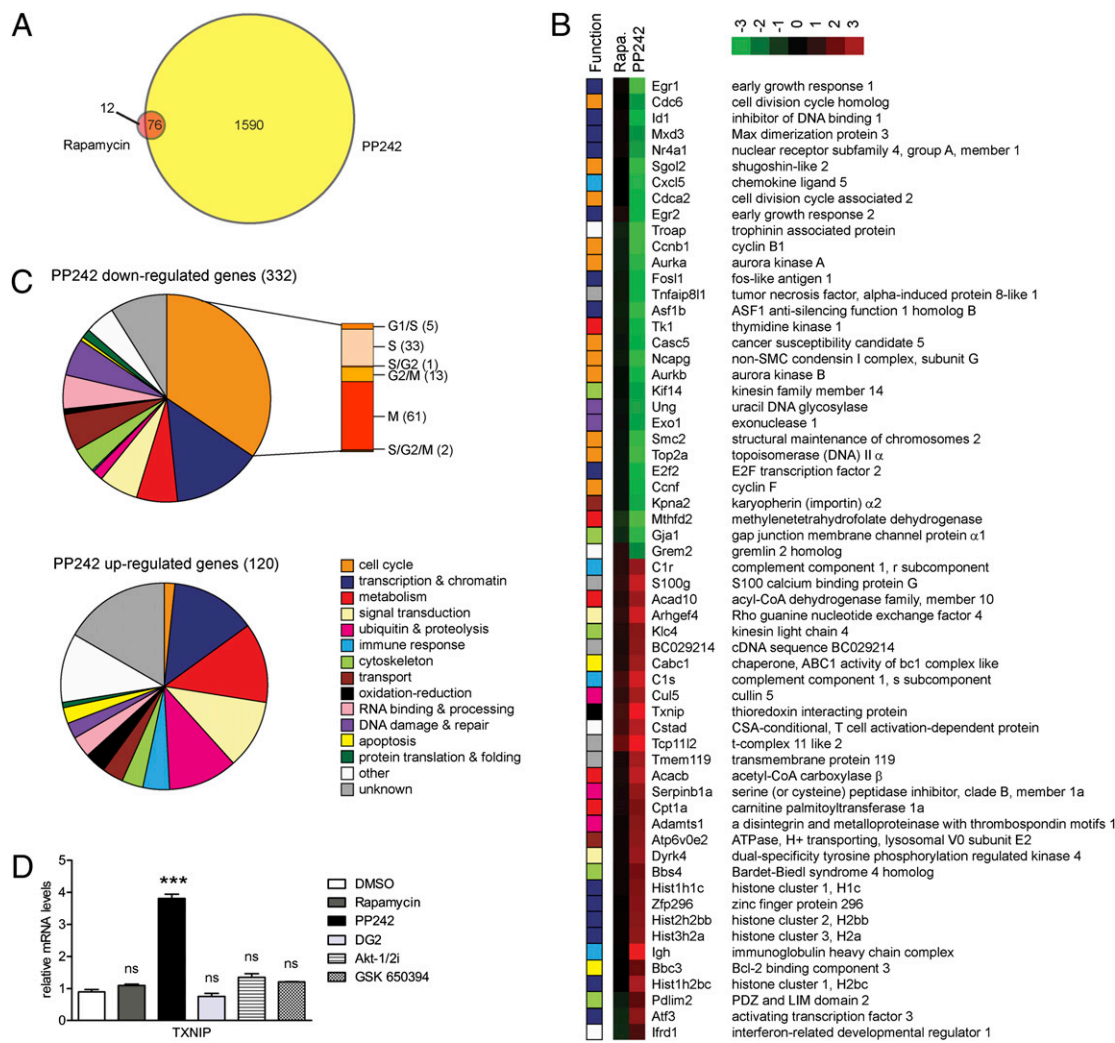 A
12
76
1590
Rapamycin
PP242
B
Function
Rapa.
PP242
-3
-2
-1
0
1
2
3
Egr1 early growth response 1
Cdc6 cell division cycle homolog
Id1 inhibitor of DNA binding 1
Mxd3 Max dimerization protein 3
Nr4a1 nuclear receptor subfamily 4, group A, member 1
Sgol2 shugoshin-like 2
Cxcl5 chemokine ligand 5
Cdca2 cell division cycle associated 2
Egr2 early growth response 2
Troap trophinin associated protein
Ccnb1 cyclin B1
Aurka aurora kinase A
Fosl1 fos-like antigen 1
Tnfaip8l1 tumor necrosis factor, alpha-induced protein 8-like 1
Asf1b ASF1 anti-silencing function 1 homolog B
Tk1 thymidine kinase 1
Casc5 cancer susceptibility candidate 5
Ncapg non-SMC condensin I complex, subunit G
Aurkb aurora kinase B
Kif14 kinesin family member 14
Ung uracil DNA glycosylase
Exo1 exonuclease 1
Smc2 structural maintenance of chromosomes 2
Top2a topoisomerase (DNA) II α
E2f2 E2F transcription factor 2
Ccnf cyclin F
Kpna2 karyopherin (importin) α2
Mthfd2 methylenetetrahydrofolate dehydrogenase
Gja1 gap junction membrane channel protein α1
Grem2 gremlin 2 homolog
C1r complement component 1, r subcomponent
S100g S100 calcium binding protein G
Acad10 acyl-CoA dehydrogenase family, member 10
Arhgef4 Rho guanine nucleotide exchange factor 4
Klc4 kinesin light chain 4
BC029214 cDNA sequence BC029214
Cabc1 chaperone, ABC1 activity of bc1 complex like
C1s complement component 1, s subcomponent
Cul5 cullin 5
Txnip thioredoxin interacting protein
Cstad CSA-conditional, T cell activation-dependent protein
Tcp11l2 t-complex 11 like 2
Tmem119 transmembrane protein 119
Acacb acetyl-CoA carboxylase β
Serpinb1a serine (or cysteine) peptidase inhibitor, clade B, member 1a
Cpt1a carnitine palmitoyltransferase 1a
Adamts1 a disintegrin and metalloproteinase with thrombospondin motifs 1
Atp6v0e2 ATPase, H+ transporting, lysosomal V0 subunit E2
Dyrk4 dual-specificity tyrosine phosphorylation regulated kinase 4
Bbs4 Bardet-Biedl syndrome 4 homolog
Hist1h1c histone cluster 1, H1c
Zfp296 zinc finger protein 296
Hist2h2bb histone cluster 2, H2bb
Hist3h2a histone cluster 3, H2a
Igh immunoglobulin heavy chain complex
Bbc3 Bcl-2 binding component 3
Hist1h2bc histone cluster 1, H2bc
Pdlim2 PDZ and LIM domain 2
Atf3 activating transcription factor 3
Ifrd1 interferon-related developmental regulator 1
C
PP242 down-regulated genes (332)
G1/S (5)
S (33)
S/G2 (1)
G2/M (13)
M (61)
S/G2/M (2)
PP242 up-regulated genes (120)
cell cycle
transcription & chromatin
metabolism
signal transduction
ubiquitin & proteolysis
immune response
cytoskeleton
transport
oxidation-reduction
RNA binding & processing
DNA damage & repair
apoptosis
protein translation & folding
other
unknown
D
relative mRNA levels
5
4
3
2
1
0
ns
***
ns
ns
ns
TXNIP
DMSO
Rapamycin
PP242
DG2
Akt-1/2i
GSK 650394